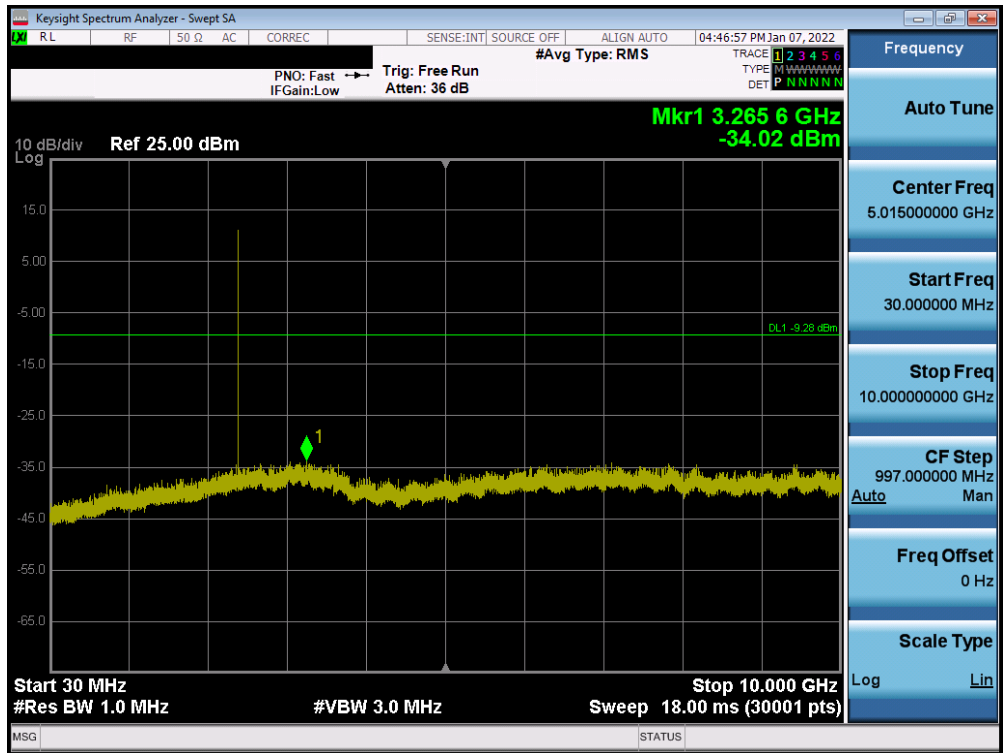 Keysight Spectrum Analyzer - Swept SA
LXI RL RF 50 Ω AC CORREC SENSE:INT SOURCE OFF ALIGN AUTO 04:46:57 PM Jan 07, 2022
#Avg Type: RMS
TRACE 1 2 3 4 5 6
TYPE M WWWWW
DET P N N N N N
PNO: Fast
IFGain:Low
Trig: Free Run
Atten: 36 dB
Mkr1 3.265 6 GHz
-34.02 dBm
10 dB/div Ref 25.00 dBm
Log
15.0
5.00
-5.00
DL1 -9.28 dBm
-15.0
-25.0
1
-35.0
-45.0
-55.0
-65.0
Start 30 MHz
Stop 10.000 GHz
#Res BW 1.0 MHz
#VBW 3.0 MHz
Sweep 18.00 ms (30001 pts)
MSG
STATUS
Frequency
Auto Tune
Center Freq
5.015000000 GHz
Start Freq
30.000000 MHz
Stop Freq
10.000000000 GHz
CF Step
997.000000 MHz
Auto Man
Freq Offset
0 Hz
Scale Type
Log Lin